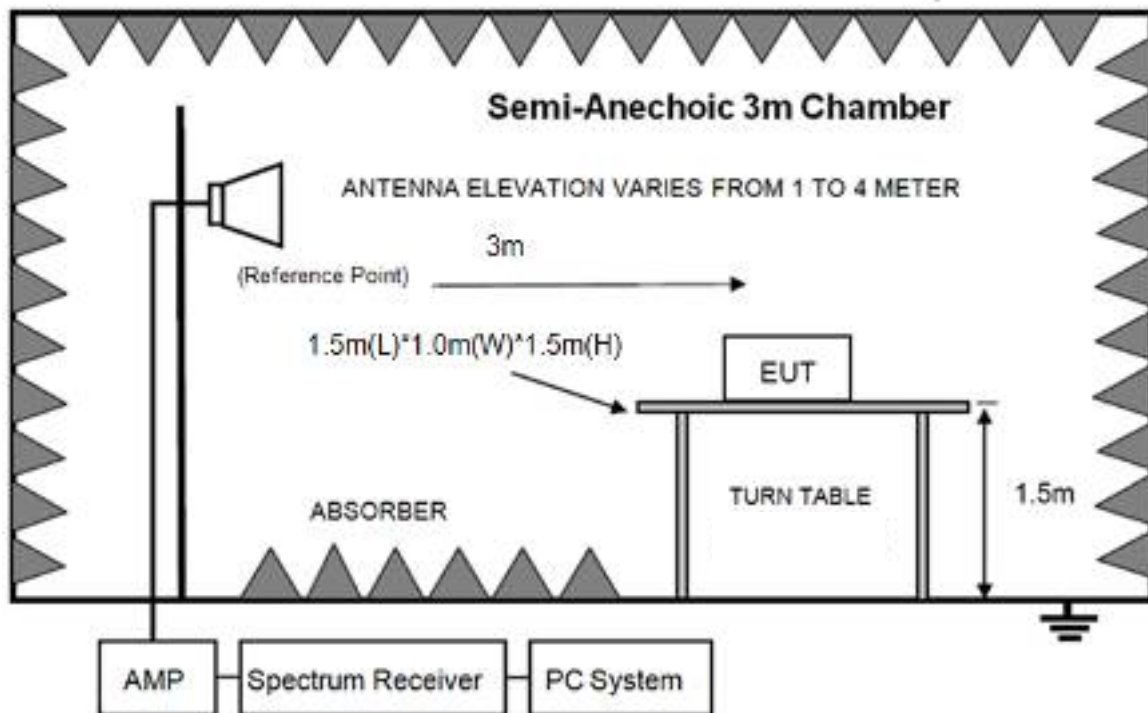 Semi-Anechoic 3m Chamber
ANTENNA ELEVATION VARIES FROM 1 TO 4 METER
3m
(Reference Point)
1.5m(L)*1.0m(W)*1.5m(H)
EUT
TURN TABLE
1.5m
ABSORBER
AMP
Spectrum Receiver
PC System